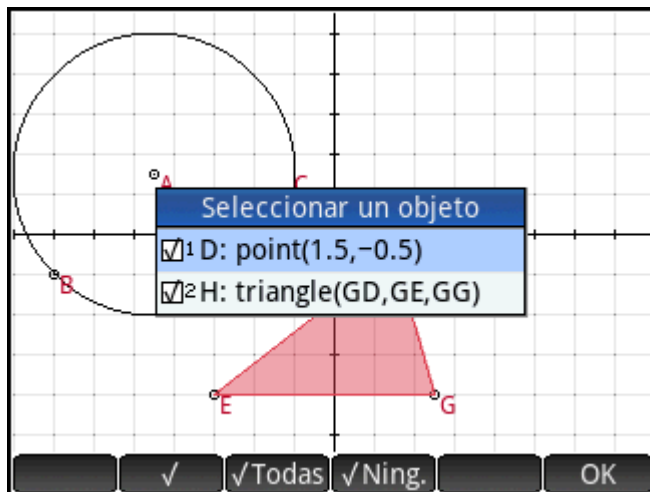 A
C
Seleccionar un objeto
1 D: point(1.5,−0.5)
2 H: triangle(GD,GE,GG)
B
E
G
√ √Todas √Ning. OK